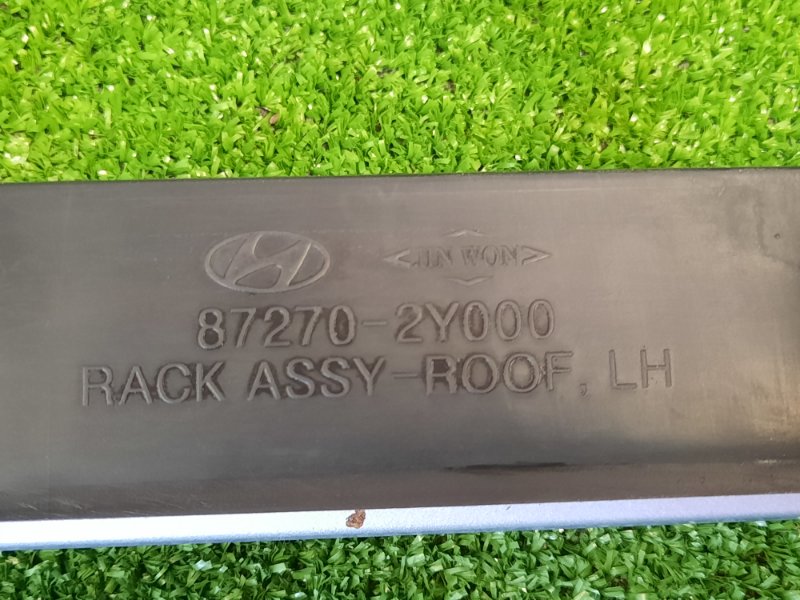 JIN WON
87270-2Y000
RACK ASSY-ROOF, LH